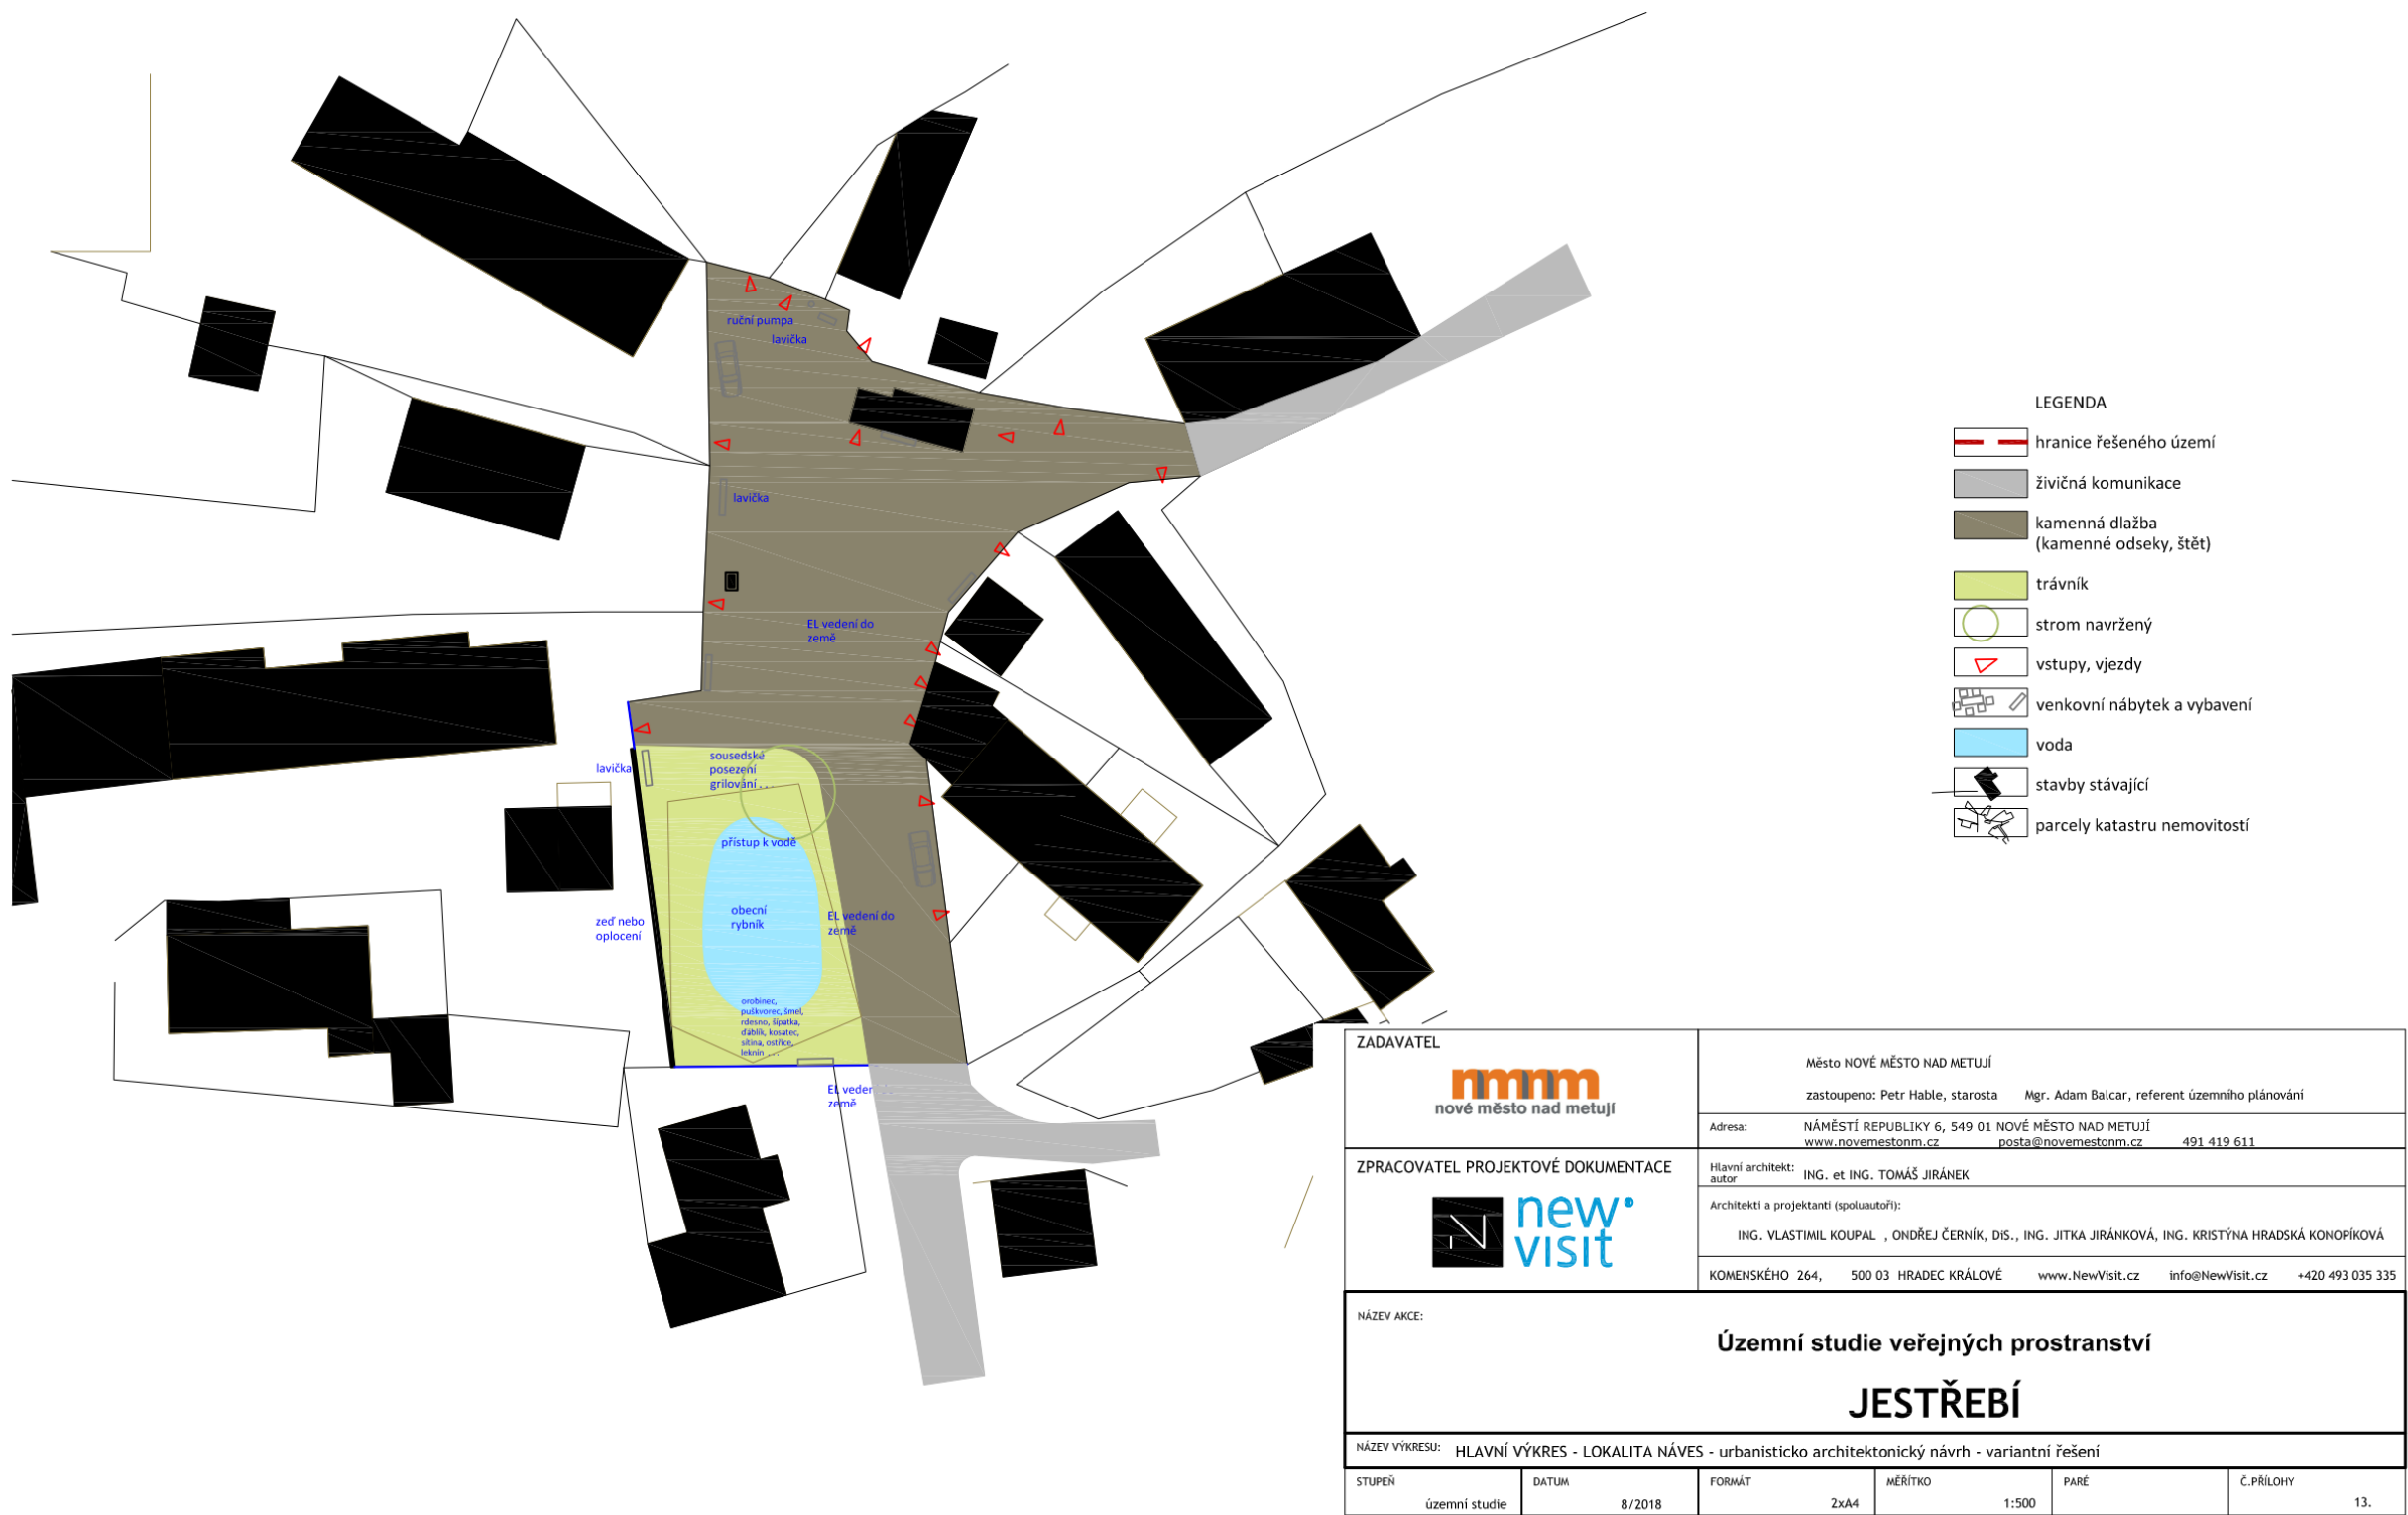 ruční pumpa
lavička
lavička
EL vedení do
země
lavička
sousedské
posezení
grilování . . .
přístup k vodě
obecní
rybník
zeď nebo
oplocení
EL vedení do
země
orobinec,
puškvorec, šmel,
rdesno, šípatka,
ďáblík, kosatec,
sítina, ostřice,
leknín . . .
EL veder
země
LEGENDA
hranice řešeného území
živičná komunikace
kamenná dlažba
(kamenné odseky, štět)
trávník
strom navržený
vstupy, vjezdy
venkovní nábytek a vybavení
voda
stavby stávající
parcely katastru nemovitostí
ZADAVATEL
nmnm
nové město nad metují
Město NOVÉ MĚSTO NAD METUJÍ
zastoupeno: Petr Hable, starosta Mgr. Adam Balcar, referent územního plánování
Adresa: NÁMĚSTÍ REPUBLIKY 6, 549 01 NOVÉ MĚSTO NAD METUJÍ
www.novemestonm.cz posta@novemestonm.cz 491 419 611
ZPRACOVATEL PROJEKTOVÉ DOKUMENTACE
new
visit
Hlavní architekt:
autor
ING. et ING. TOMÁŠ JIRÁNEK
Architekti a projektanti (spoluautoři):
ING. VLASTIMIL KOUPAL , ONDŘEJ ČERNÍK, DiS., ING. JITKA JIRÁNKOVÁ, ING. KRISTÝNA HRADSKÁ KONOPÍKOVÁ
KOMENSKÉHO 264, 500 03 HRADEC KRÁLOVÉ www.NewVisit.cz info@NewVisit.cz +420 493 035 335
NÁZEV AKCE:
Územní studie veřejných prostranství
JESTŘEBÍ
NÁZEV VÝKRESU: HLAVNÍ VÝKRES - LOKALITA NÁVES - urbanisticko architektonický návrh - variantní řešení
STUPEŇ DATUM FORMÁT MĚŘÍTKO PARÉ Č.PŘÍLOHY
územní studie 8/2018 2xA4 1:500 13.